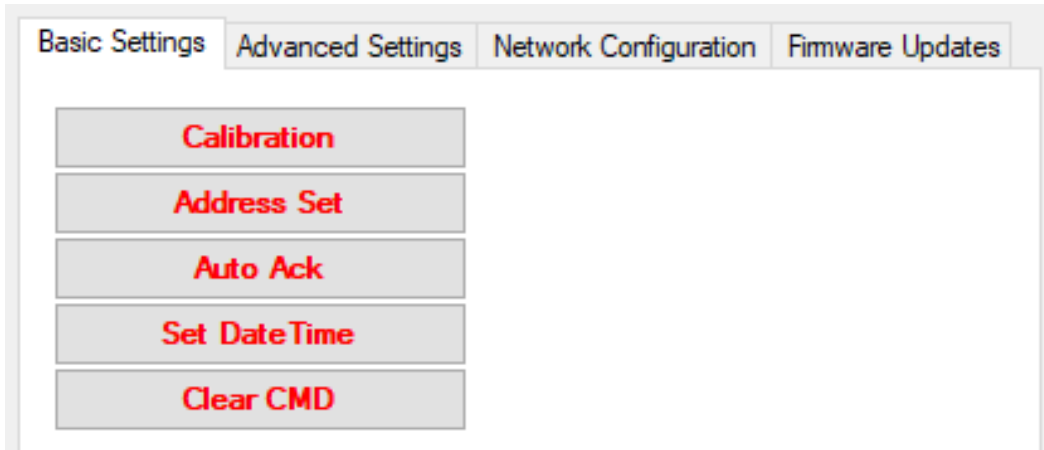 Basic Settings Advanced Settings Network Configuration Firmware Updates
Calibration
Address Set
Auto Ack
Set DateTime
Clear CMD